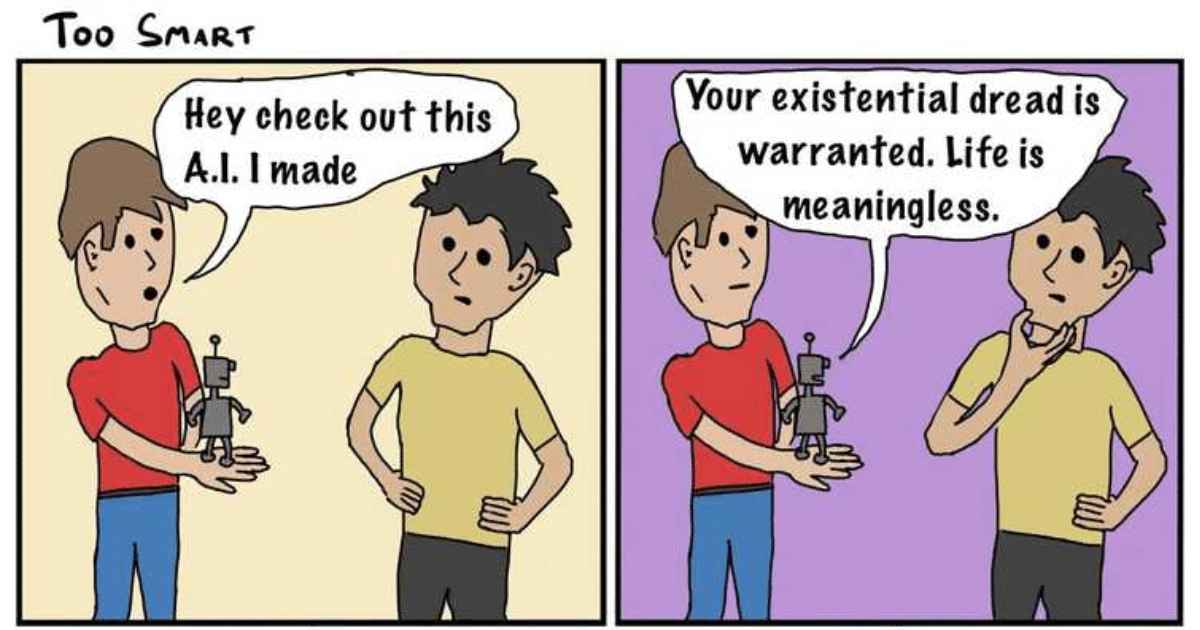 Too Smart
Hey check out this
A.I. I made
Your existential dread is
warranted. Life is
meaningless.